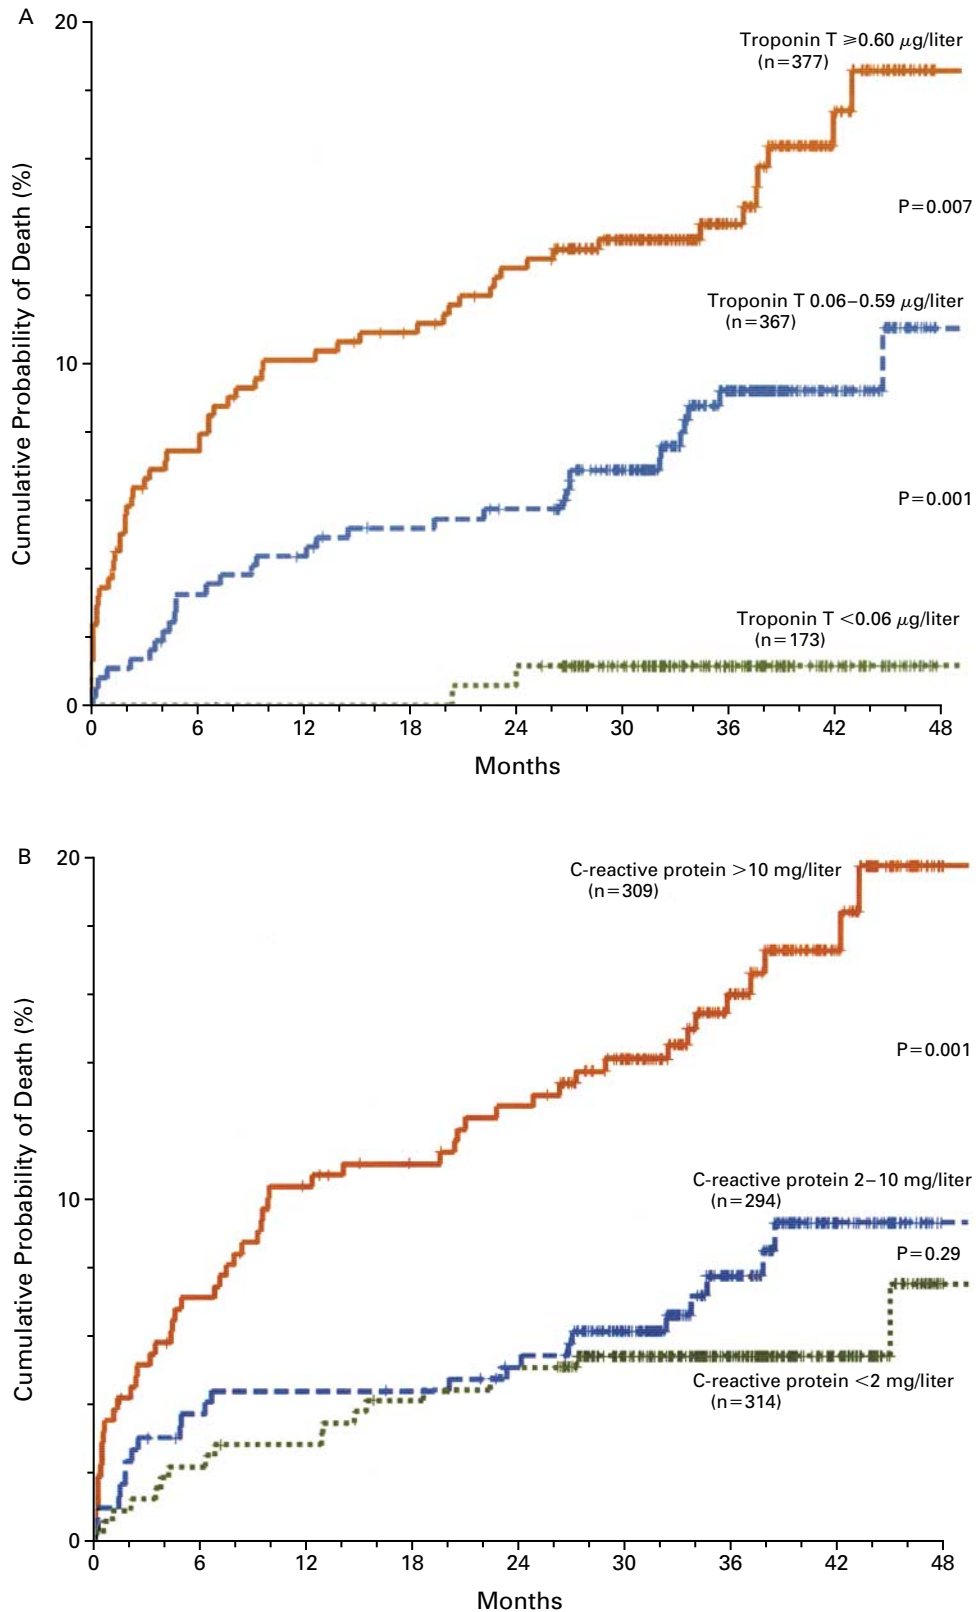 A
20
Troponin T ⩾0.60 μg/liter
(n=377)
P=0.007
Troponin T 0.06–0.59 μg/liter
(n=367)
10
P=0.001
Troponin T <0.06 μg/liter
(n=173)
0
Cumulative Probability of Death (%)
0 6 12 18 24 30 36 42 48
Months
B
20
C-reactive protein >10 mg/liter
(n=309)
P=0.001
C-reactive protein 2–10 mg/liter
(n=294)
10
P=0.29
C-reactive protein <2 mg/liter
(n=314)
0
Cumulative Probability of Death (%)
0 6 12 18 24 30 36 42 48
Months